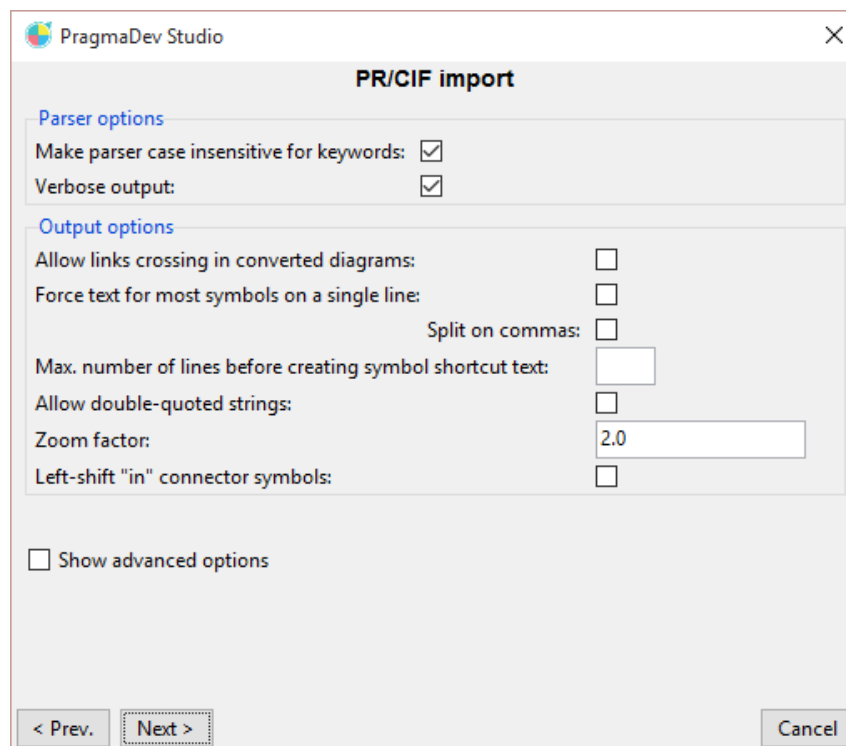 PragmaDev Studio
PR/CIF import
Parser options
Make parser case insensitive for keywords:
Verbose output:
Output options
Allow links crossing in converted diagrams:
Force text for most symbols on a single line:
Split on commas:
Max. number of lines before creating symbol shortcut text:
Allow double-quoted strings:
Zoom factor: 2.0
Left-shift "in" connector symbols:
Show advanced options
< Prev. Next > Cancel